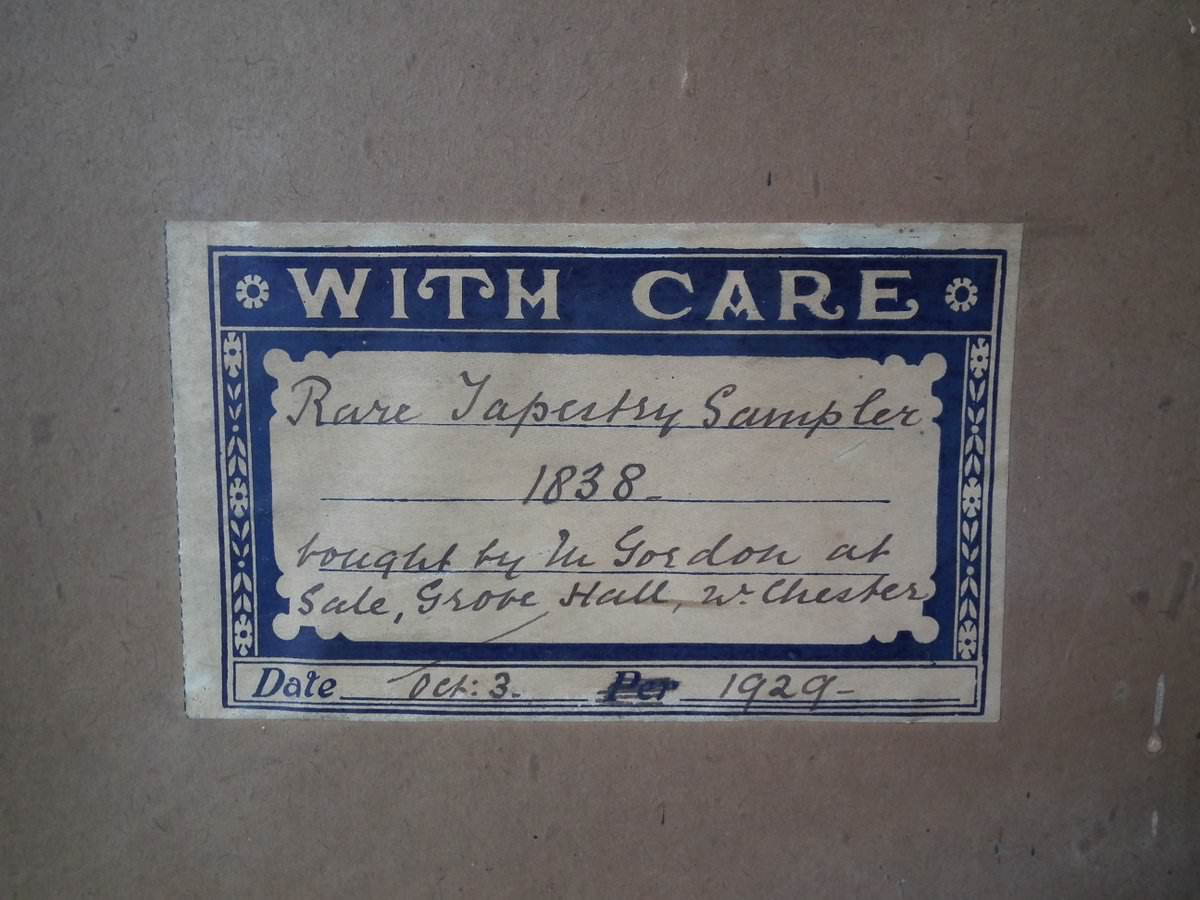 WITH CARE
Rare Tapestry Sampler
1838-
bought by M Gordon at
Sale, Grove Hall, Wr. Chester
Date Oct: 3. Per 1929-